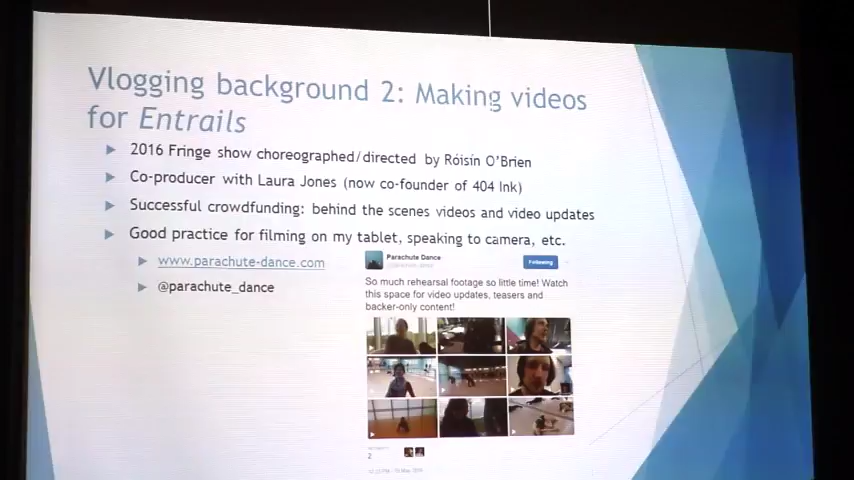 Vlogging background 2: Making videos
for Entrails
2016 Fringe show choreographed/directed by Róisín O'Brien
Co-producer with Laura Jones (now co-founder of 404 Ink)
Successful crowdfunding: behind the scenes videos and video updates
Good practice for filming on my tablet, speaking to camera, etc.
www.parachute-dance.com
@parachute_dance
Parachute Dance
Following
So much rehearsal footage so little time! Watch
this space for video updates, teasers and
backer-only content!
2